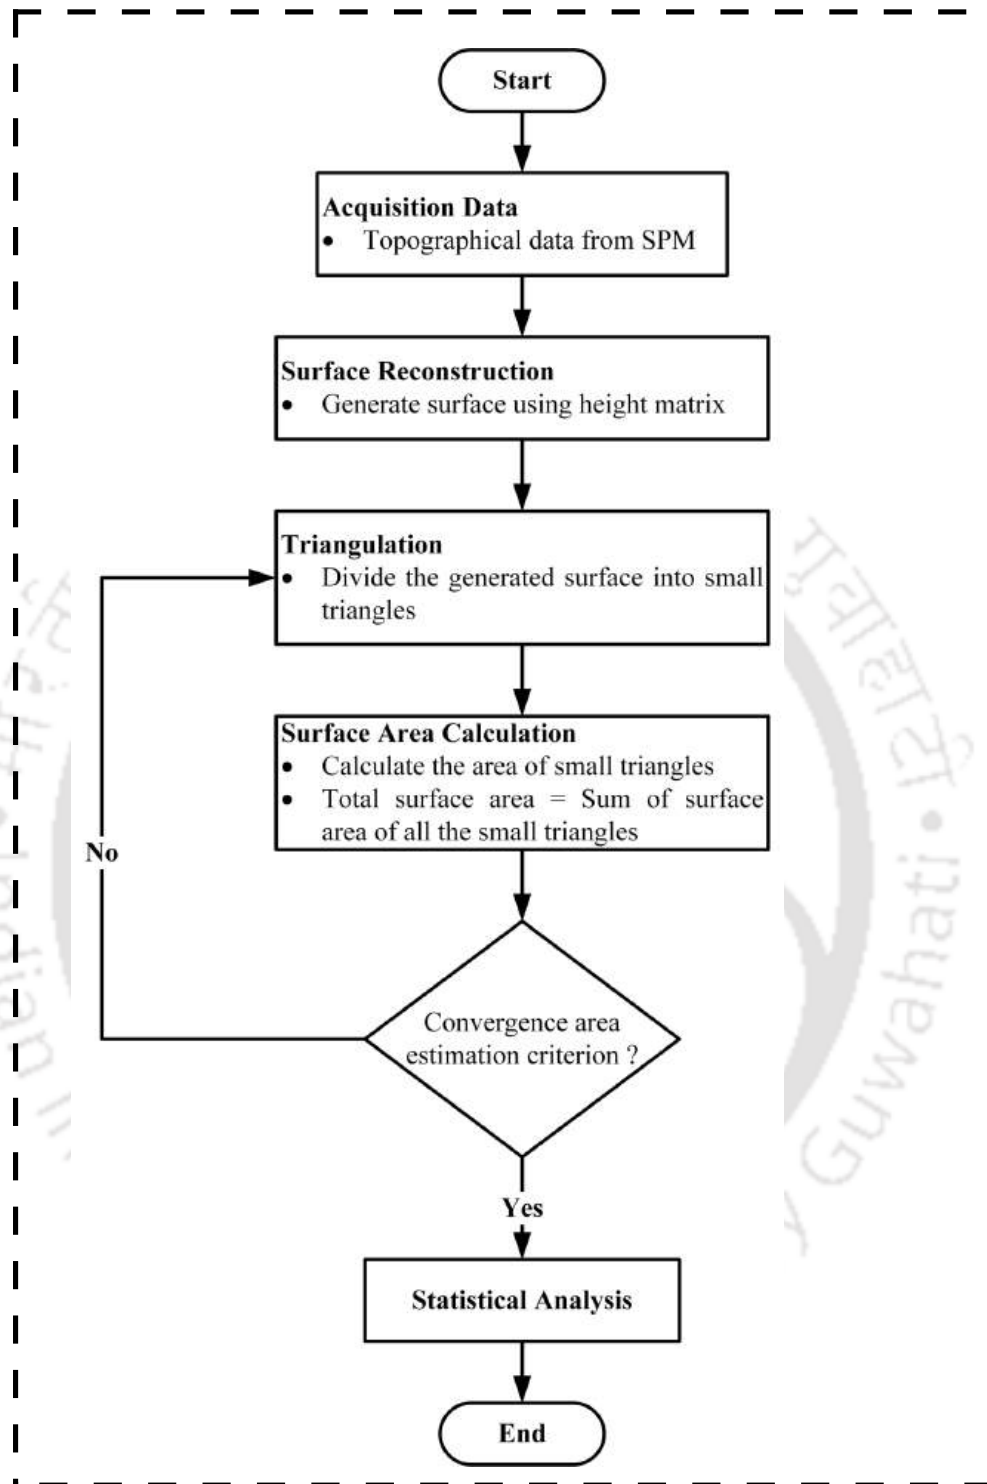 Start
Acquisition Data
• Topographical data from SPM
Surface Reconstruction
• Generate surface using height matrix
Triangulation
• Divide the generated surface into small
triangles
Surface Area Calculation
• Calculate the area of small triangles
• Total surface area = Sum of surface
area of all the small triangles
No
Convergence area
estimation criterion ?
Yes
Statistical Analysis
End
Guwahati